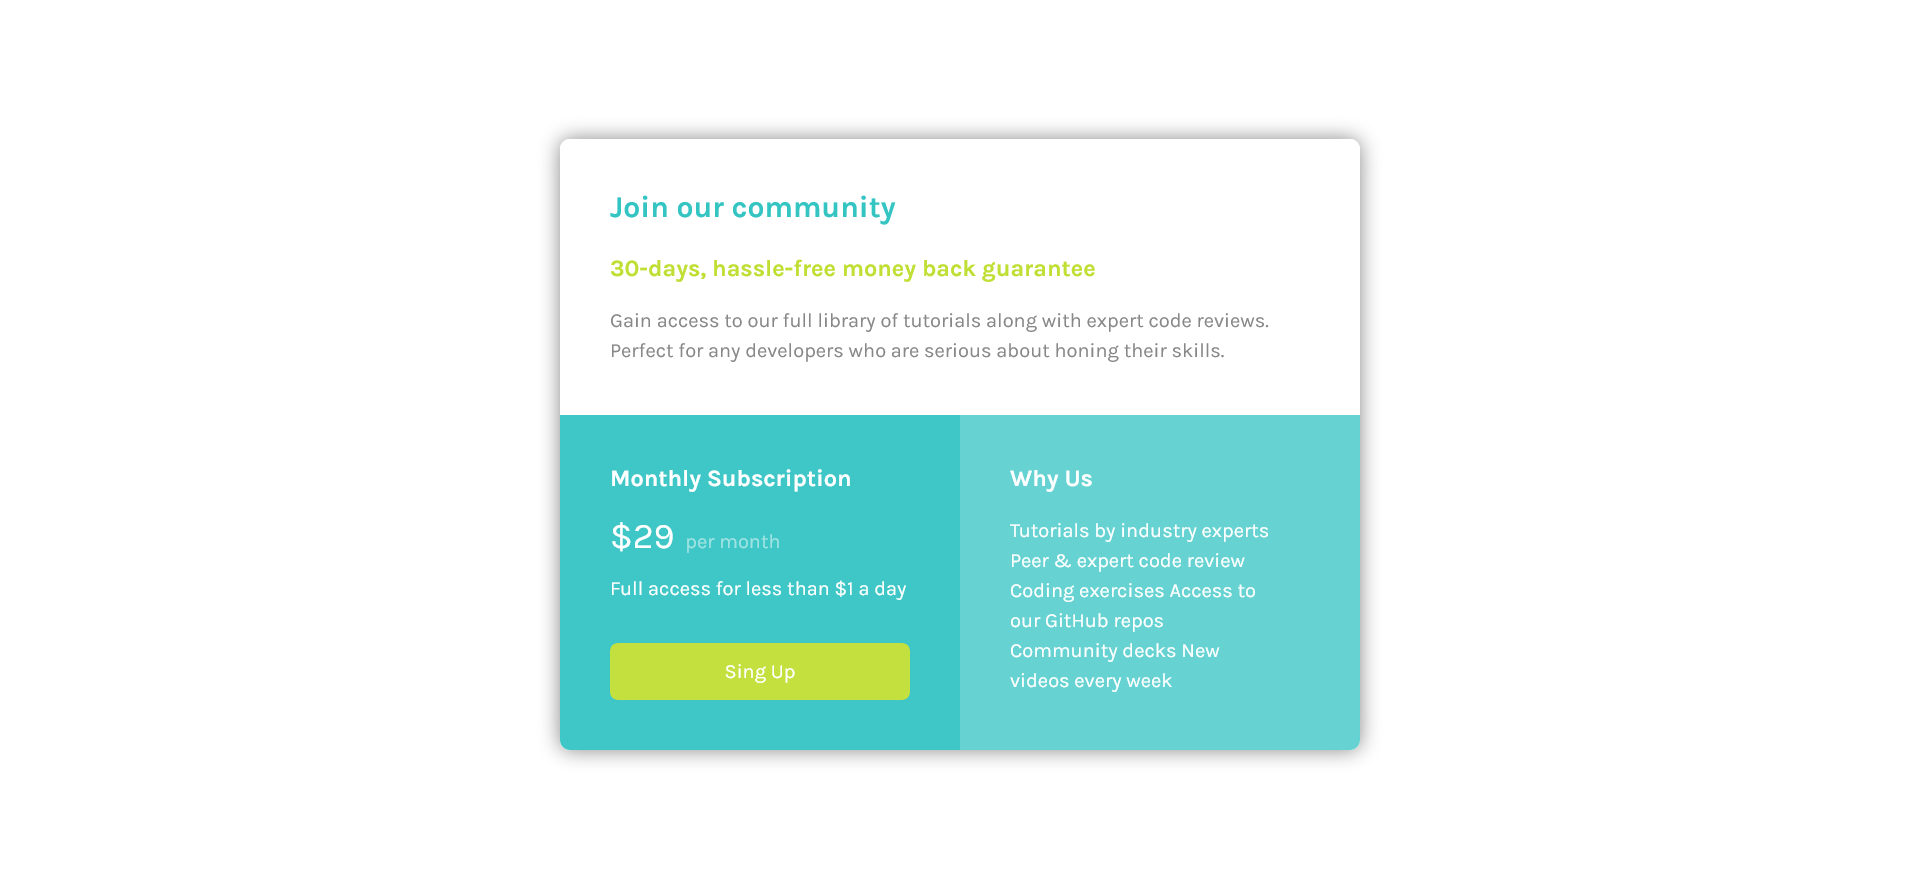 Join our community
30-days, hassle-free money back guarantee
Gain access to our full library of tutorials along with expert code reviews.
Perfect for any developers who are serious about honing their skills.
Monthly Subscription
$29 per month
Full access for less than $1 a day
Sing Up
Why Us
Tutorials by industry experts
Peer & expert code review
Coding exercises Access to
our GitHub repos
Community decks New
videos every week